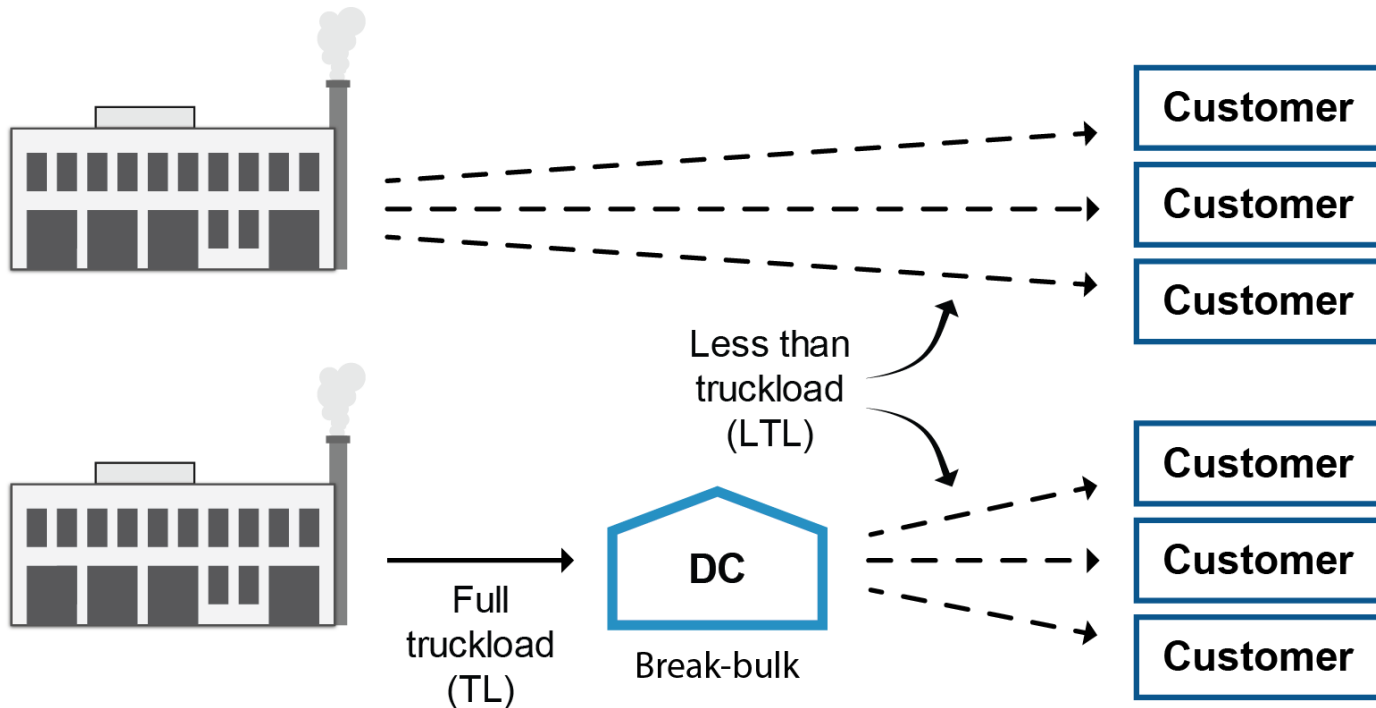 Customer
Customer
Customer
Less than
truckload
(LTL)
Customer
Customer
Customer
DC
Full
truckload
(TL)
Break-bulk